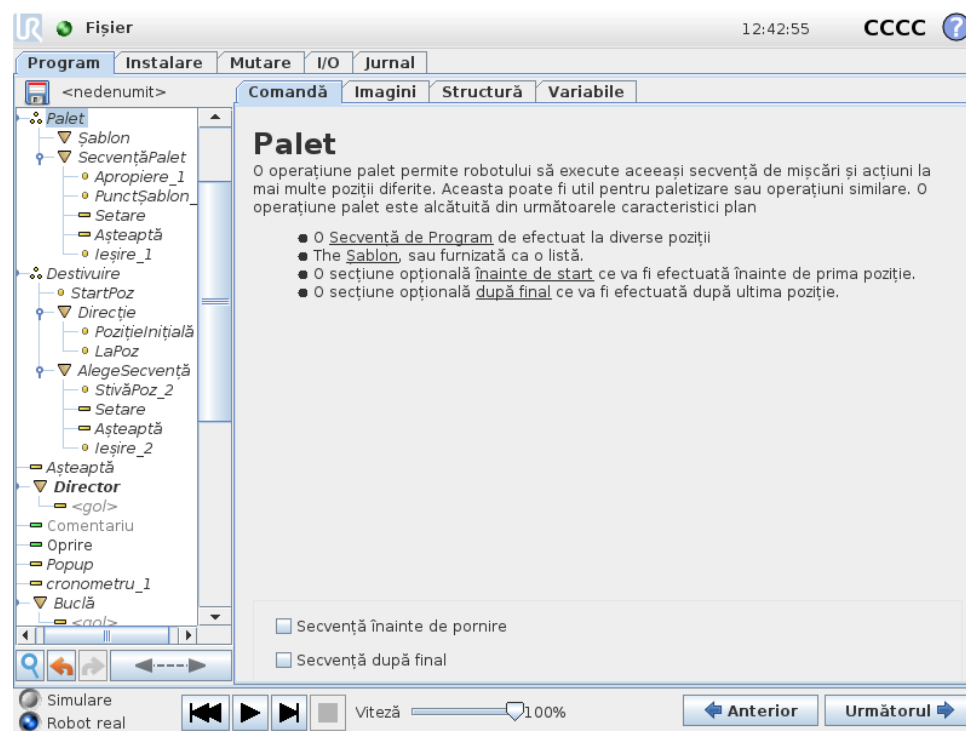 UR Fișier 12:42:55 CCCC ?
Program Instalare Mutare I/O Jurnal
<nedenumit> Comandă Imagini Structură Variabile
Palet
Șablon
SecvențăPalet
Apropiere_1
PunctȘablon_
Setare
Așteaptă
Ieșire_1
Destivuire
StartPoz
Direcție
PozițieInițială
LaPoz
AlegeSecvență
StivăPoz_2
Setare
Așteaptă
Ieșire_2
Așteaptă
Director
<gol>
Comentariu
Oprire
Popup
cronometru_1
Buclă
<gol>
Palet
O operațiune palet permite robotului să execute aceeași secvență de mișcări și acțiuni la
mai multe poziții diferite. Aceasta poate fi util pentru paletizare sau operațiuni similare. O
operațiune palet este alcătuită din următoarele caracteristici plan
O Secvență de Program de efectuat la diverse poziții
The Șablon, sau furnizată ca o listă.
O secțiune opțională înainte de start ce va fi efectuată înainte de prima poziție.
O secțiune opțională după final ce va fi efectuată după ultima poziție.
Secvență înainte de pornire
Secvență după final
Simulare
Robot real
Viteză 100%
Anterior Următorul